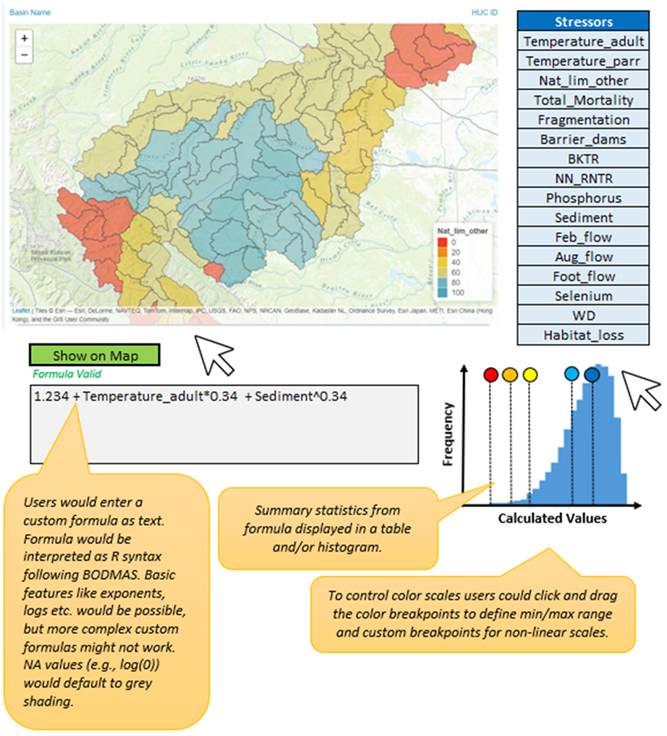 Basin Name
HUC ID
+
−
Nat_lim_other
0
20
40
60
80
100
Leaflet | Tiles © Esri — Esri, DeLorme, NAVTEQ, TomTom, Intermap, iPC, USGS, FAO, NPS, NRCAN, GeoBase, Kadaster NL, Ordnance Survey, Esri Japan, METI, Esri China (Hong
Kong), and the GIS User Community
Stressors
Temperature_adult
Temperature_parr
Nat_lim_other
Total_Mortality
Fragmentation
Barrier_dams
BKTR
NN_RNTR
Phosphorus
Sediment
Feb_flow
Aug_flow
Foot_flow
Selenium
WD
Habitat_loss
Show on Map
Formula Valid
1.234 + Temperature_adult*0.34 + Sediment^0.34
Frequency
Calculated Values
Users would enter a
custom formula as text.
Formula would be
interpreted as R syntax
following BODMAS. Basic
features like exponents,
logs etc. would be possible,
but more complex custom
formulas might not work.
NA values (e.g., log(0))
would default to grey
shading.
Summary statistics from
formula displayed in a table
and/or histogram.
To control color scales users could click and drag
the color breakpoints to define min/max range
and custom breakpoints for non-linear scales.